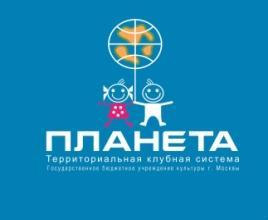 ПЛАНЕТА
Территориальная клубная система
Государственное бюджетное учреждение культуры г. Москвы